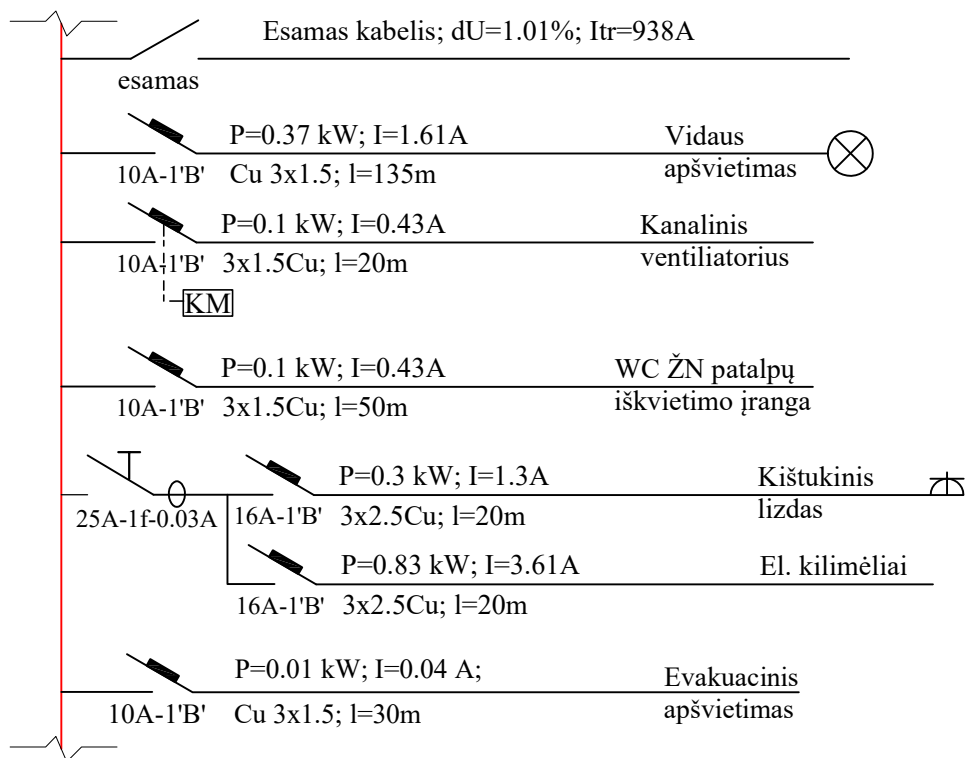 Esamas kabelis; dU=1.01%; Itr=938A
esamas
P=0.37 kW; I=1.61A
Vidaus
apšvietimas
10A-1'B'
Cu 3x1.5; l=135m
P=0.1 kW; I=0.43A
Kanalinis
ventiliatorius
10A-1'B'
3x1.5Cu; l=20m
KM
P=0.1 kW; I=0.43A
WC ŽN patalpų
iškvietimo įranga
10A-1'B'
3x1.5Cu; l=50m
P=0.3 kW; I=1.3A
Kištukinis
lizdas
25A-1f-0.03A
16A-1'B'
3x2.5Cu; l=20m
P=0.83 kW; I=3.61A
El. kilimėliai
16A-1'B'
3x2.5Cu; l=20m
P=0.01 kW; I=0.04 A;
Evakuacinis
apšvietimas
10A-1'B'
Cu 3x1.5; l=30m